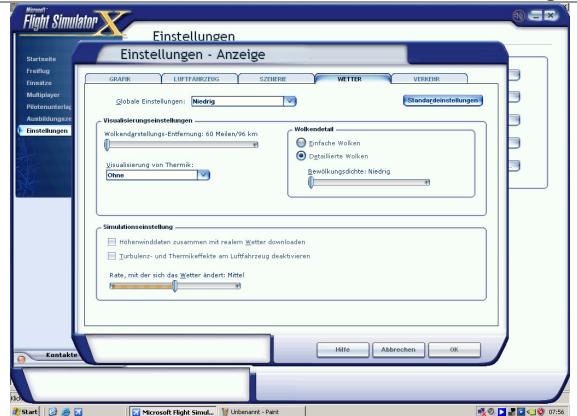 Microsoft
Flight Simulator X
Einstellungen
Einstellungen - Anzeige
Startseite
Freiflug
Einsätze
Multiplayer
Pilotenunterlag
Ausbildungsze
Einstellungen
GRAFIK LUFTFAHRZEUG SZENERIE WETTER VERKEHR
Globale Einstellungen: Niedrig Standardeinstellungen
Visualisierungseinstellungen
Wolkendarstellungs-Entfernung: 60 Meilen/96 km
Visualisierung von Thermik:
Ohne
Wolkendetail
Einfache Wolken
Detaillierte Wolken
Bewölkungsdichte: Niedrig
Simulationseinstellung
Höhenwinddaten zusammen mit realem Wetter downloaden
Turbulenz- und Thermikeffekte am Luftfahrzeug deaktivieren
Rate, mit der sich das Wetter ändert: Mittel
Hilfe Abbrechen OK
Kontakte
Klic
Start Microsoft Flight Simul... Unbenannt - Paint 07:56